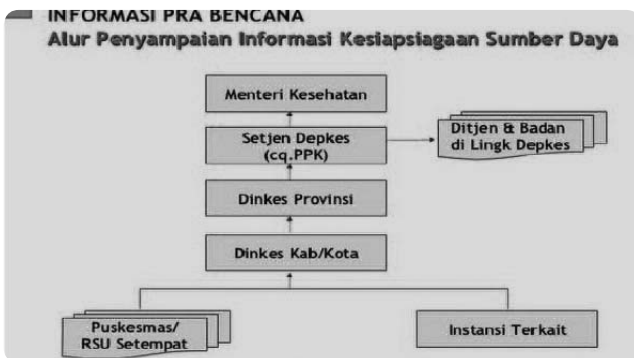 INFORMASI PRA BENCANA
Alur Penyampaian Informasi Kesiapsiagaan Sumber Daya
Menteri Kesehatan
Setjen Depkes
(cq.PPK)
Ditjen & Badan
di Lingk Depkes
Dinkes Provinsi
Dinkes Kab/Kota
Puskesmas/
RSU Setempat
Instansi Terkait